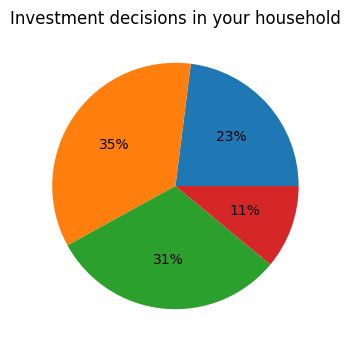 Investment decisions in your household
23%
35%
11%
31%